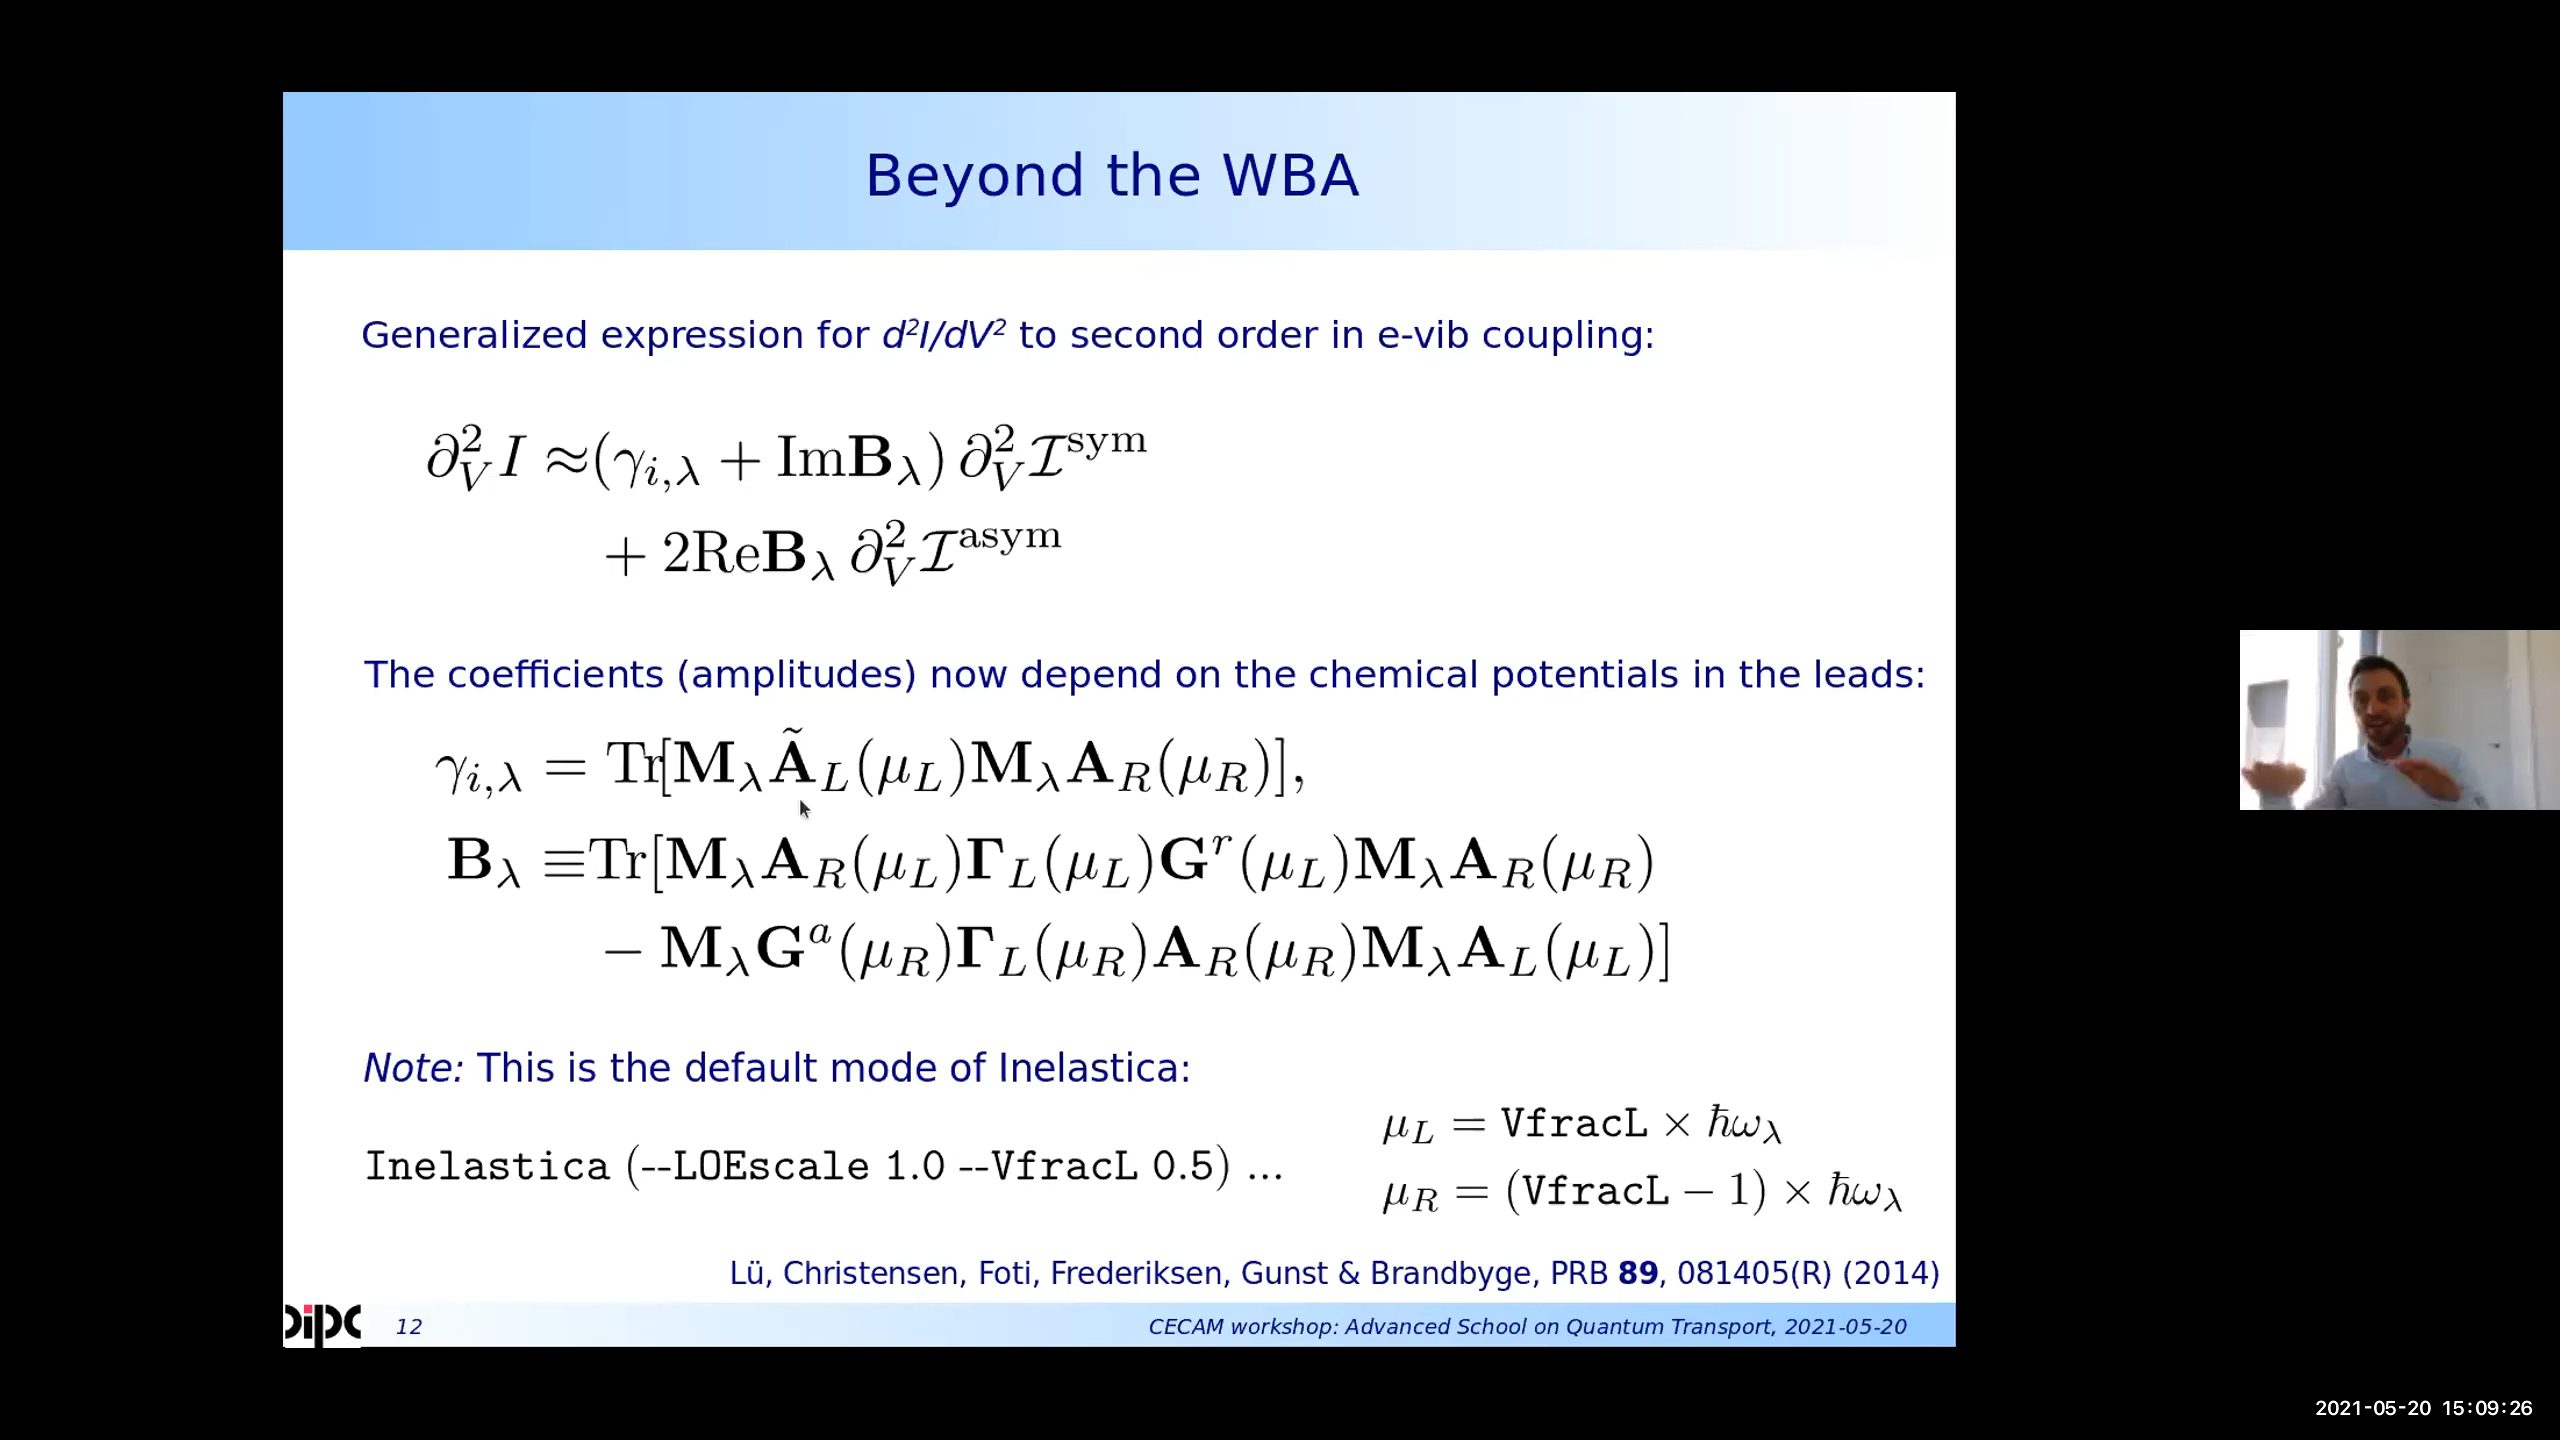 Beyond the WBA
Generalized expression for d²I/dV² to second order in e-vib coupling:
∂²_V I ≈ (γ_{i,λ} + Im𝐁_λ) ∂²_V ℐ^sym
+ 2Re𝐁_λ ∂²_V ℐ^asym
The coefficients (amplitudes) now depend on the chemical potentials in the leads:
γ_{i,λ} = Tr[𝐌_λ Ã_L(μ_L)𝐌_λ 𝐀_R(μ_R)],
𝐁_λ ≡ Tr[𝐌_λ 𝐀_R(μ_L)𝚪_L(μ_L)𝐆^r(μ_L)𝐌_λ 𝐀_R(μ_R)
− 𝐌_λ 𝐆^a(μ_R)𝚪_L(μ_R)𝐀_R(μ_R)𝐌_λ 𝐀_L(μ_L)]
Note: This is the default mode of Inelastica:
Inelastica (--LOEscale 1.0 --VfracL 0.5) ...
μ_L = VfracL × ħω_λ
μ_R = (VfracL − 1) × ħω_λ
Lü, Christensen, Foti, Frederiksen, Gunst & Brandbyge, PRB 89, 081405(R) (2014)
dipc
12
CECAM workshop: Advanced School on Quantum Transport, 2021-05-20
2021-05-20 15:09:26